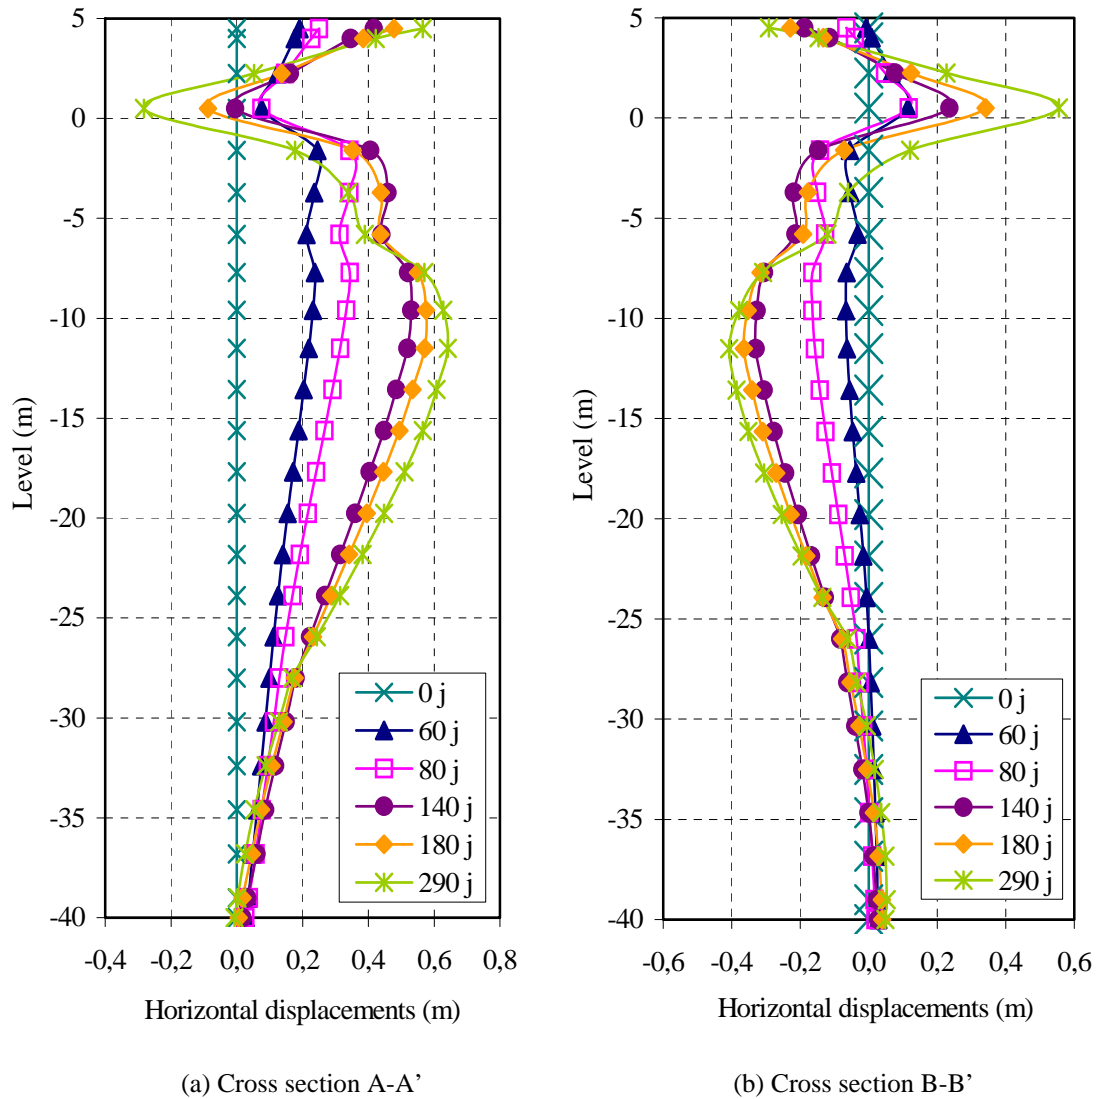 5
0
-5
-10
-15
-20
-25
-30
-35
-40
Level (m)
-0,4 -0,2 0,0 0,2 0,4 0,6 0,8
Horizontal displacements (m)
0 j
60 j
80 j
140 j
180 j
290 j
(a) Cross section A-A’
5
0
-5
-10
-15
-20
-25
-30
-35
-40
Level (m)
-0,6 -0,4 -0,2 0,0 0,2 0,4 0,6
Horizontal displacements (m)
0 j
60 j
80 j
140 j
180 j
290 j
(b) Cross section B-B’